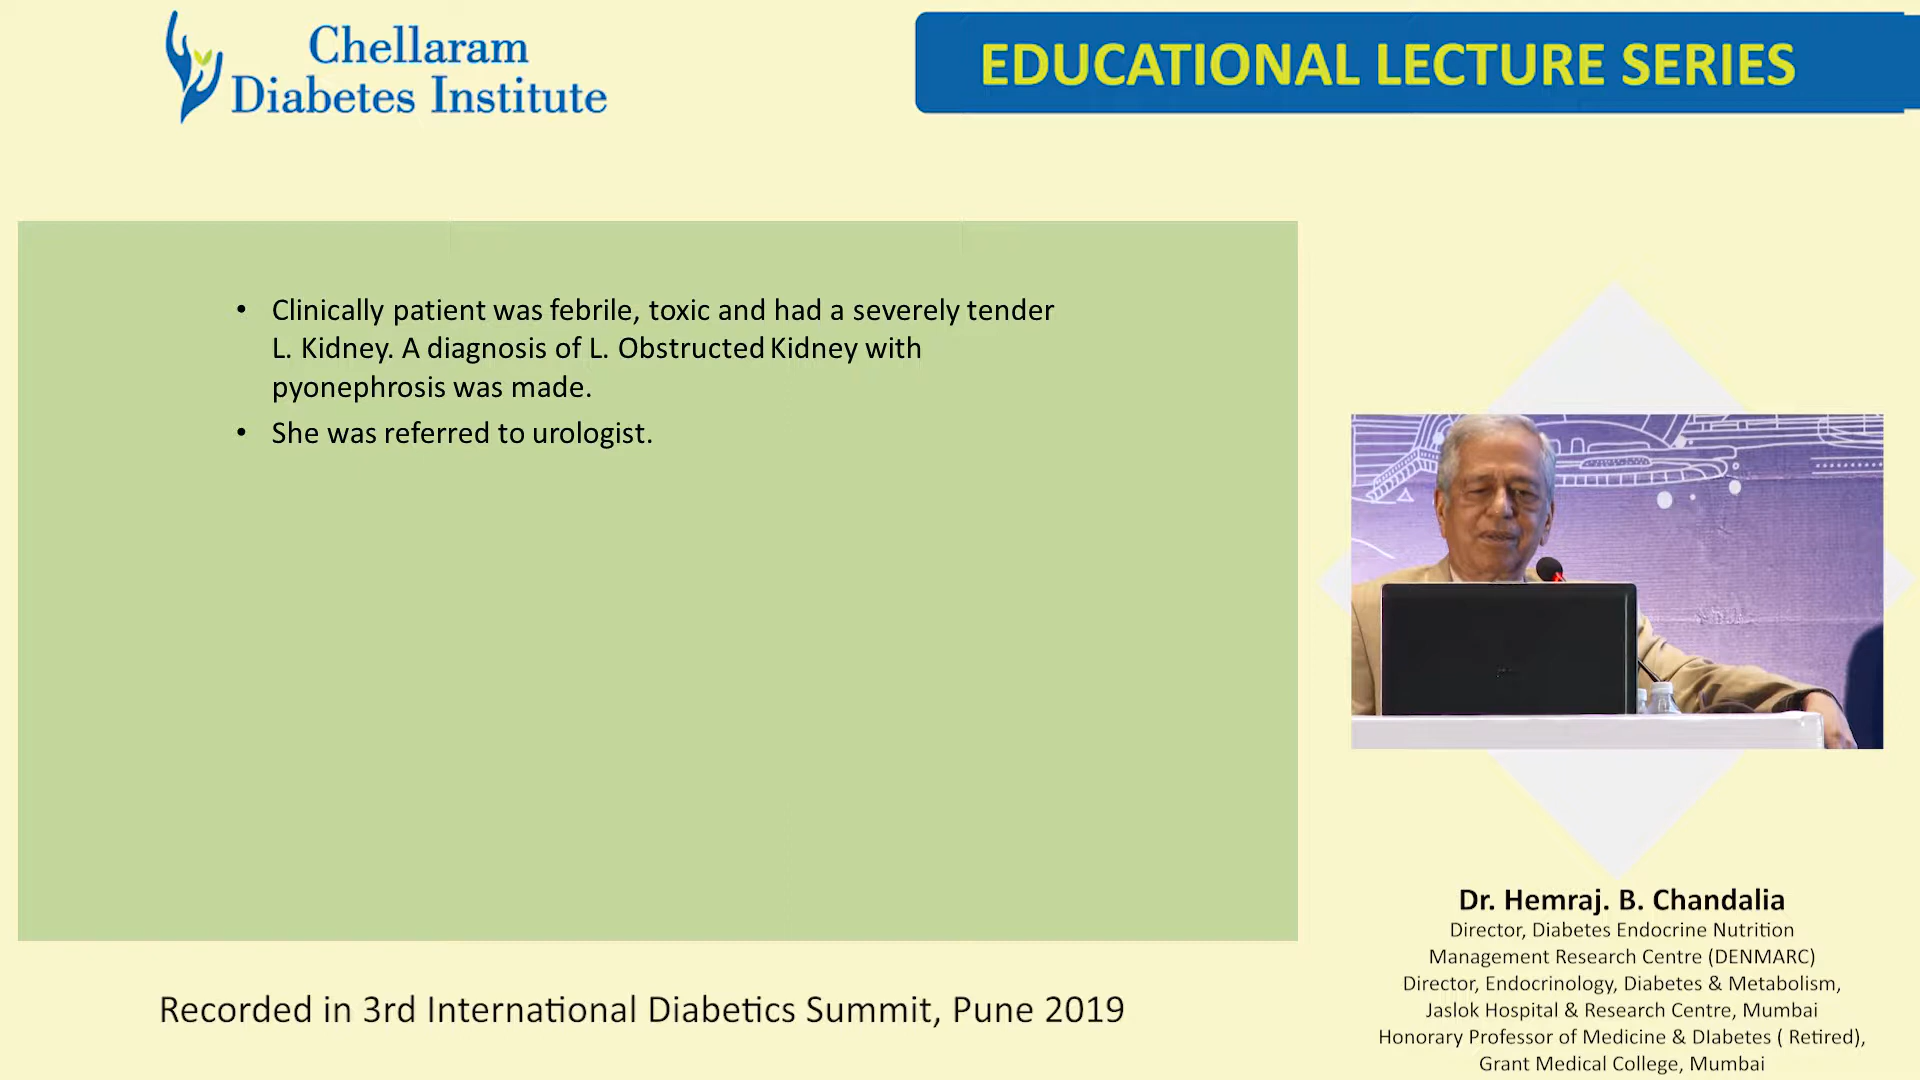 Chellaram
Diabetes Institute
EDUCATIONAL LECTURE SERIES
• Clinically patient was febrile, toxic and had a severely tender
L. Kidney. A diagnosis of L. Obstructed Kidney with
pyonephrosis was made.
• She was referred to urologist.
Dr. Hemraj. B. Chandalia
Director, Diabetes Endocrine Nutrition
Management Research Centre (DENMARC)
Director, Endocrinology, Diabetes & Metabolism,
Jaslok Hospital & Research Centre, Mumbai
Honorary Professor of Medicine & DIabetes ( Retired),
Grant Medical College, Mumbai
Recorded in 3rd International Diabetics Summit, Pune 2019